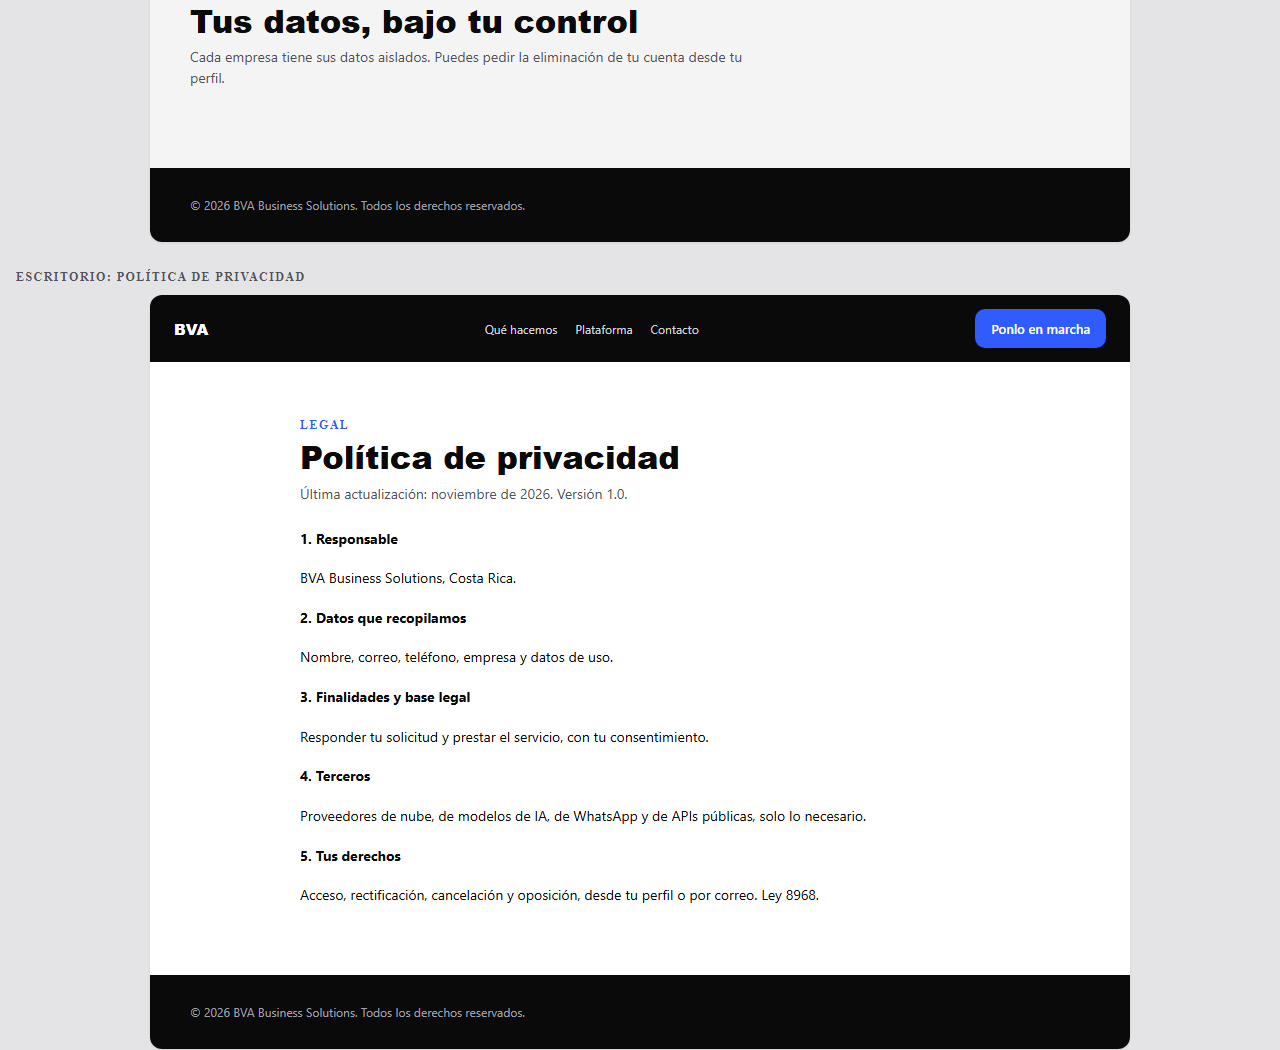 Tus datos, bajo tu control
Cada empresa tiene sus datos aislados. Puedes pedir la eliminación de tu cuenta desde tu
perfil.
© 2026 BVA Business Solutions. Todos los derechos reservados.
ESCRITORIO: POLÍTICA DE PRIVACIDAD
BVA
Qué hacemos
Plataforma
Contacto
Ponlo en marcha
LEGAL
Política de privacidad
Última actualización: noviembre de 2026. Versión 1.0.
1. Responsable
BVA Business Solutions, Costa Rica.
2. Datos que recopilamos
Nombre, correo, teléfono, empresa y datos de uso.
3. Finalidades y base legal
Responder tu solicitud y prestar el servicio, con tu consentimiento.
4. Terceros
Proveedores de nube, de modelos de IA, de WhatsApp y de APIs públicas, solo lo necesario.
5. Tus derechos
Acceso, rectificación, cancelación y oposición, desde tu perfil o por correo. Ley 8968.
© 2026 BVA Business Solutions. Todos los derechos reservados.